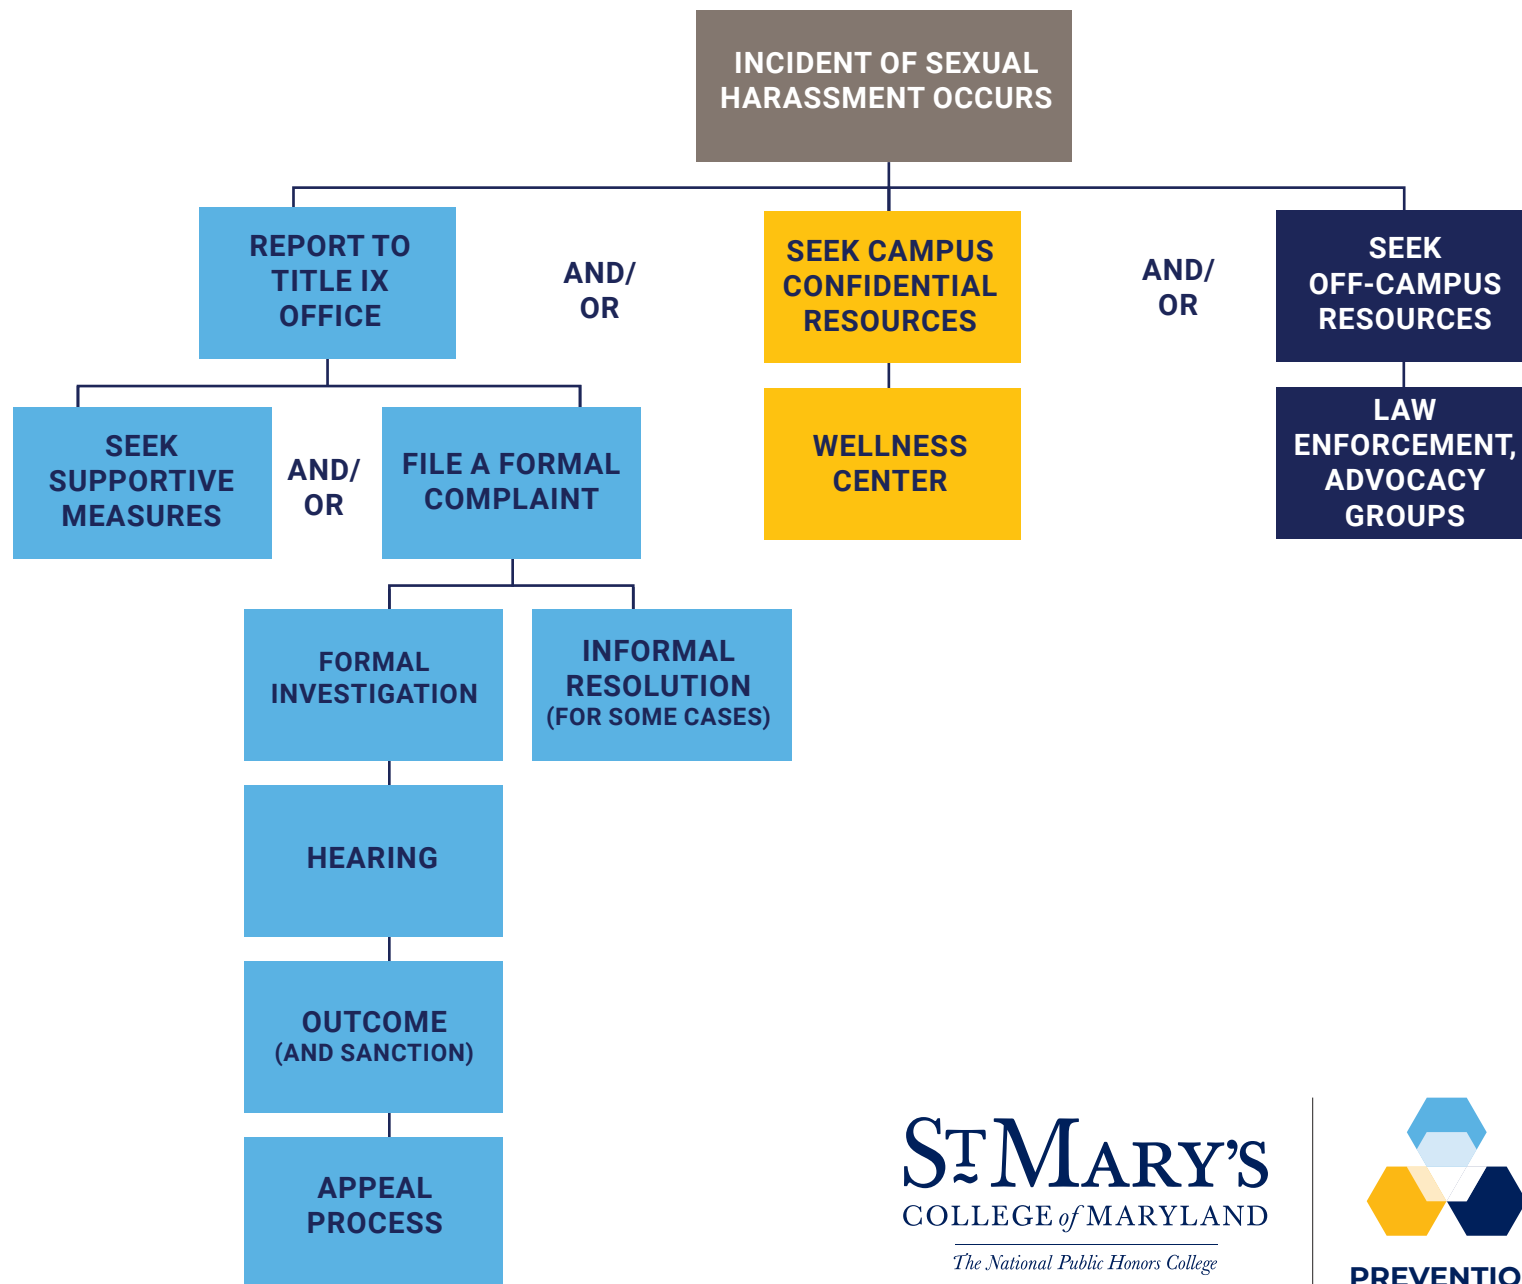 INCIDENT OF SEXUAL
HARASSMENT OCCURS
REPORT TO
TITLE IX
OFFICE
AND/
OR
SEEK CAMPUS
CONFIDENTIAL
RESOURCES
AND/
OR
SEEK
OFF-CAMPUS
RESOURCES
SEEK
SUPPORTIVE
MEASURES
AND/
OR
FILE A FORMAL
COMPLAINT
WELLNESS
CENTER
LAW
ENFORCEMENT,
ADVOCACY
GROUPS
FORMAL
INVESTIGATION
INFORMAL
RESOLUTION
(FOR SOME CASES)
HEARING
OUTCOME
(AND SANCTION)
APPEAL
PROCESS
ST MARY'S
COLLEGE of MARYLAND
The National Public Honors College